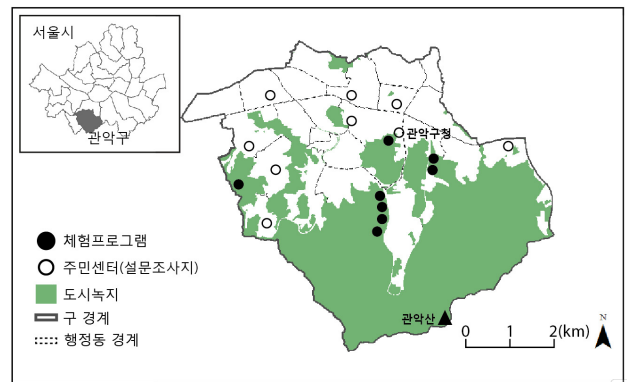 서울시
관악구
관악구청
체험프로그램
주민센터(설문조사지)
도시녹지
구 경계
행정동 경계
관악산
N
0 1 2(km)